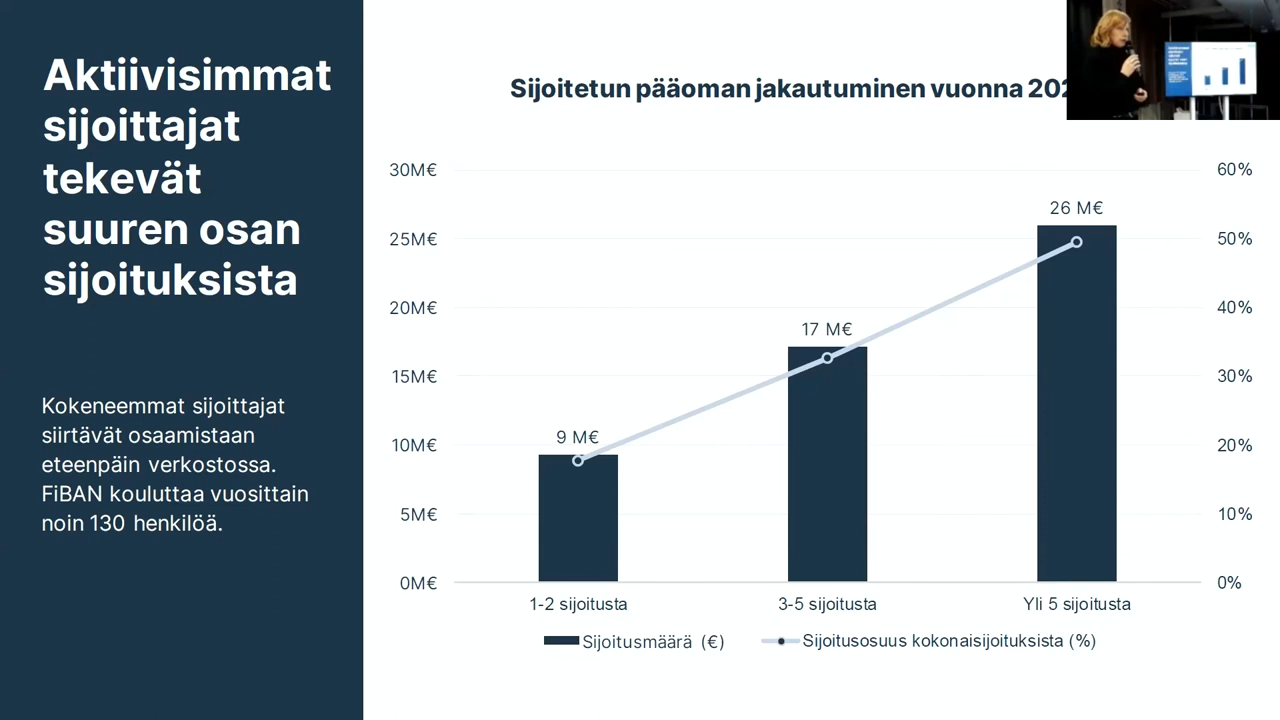 Aktiivisimmat
sijoittajat
tekevät
suuren osan
sijoituksista
Kokeneemmat sijoittajat
siirtävät osaamistaan
eteenpäin verkostossa.
FiBAN kouluttaa vuosittain
noin 130 henkilöä.
Sijoitetun pääoman jakautuminen vuonna
30M€
25M€
20M€
15M€
10M€
5M€
0M€
60%
50%
40%
30%
20%
10%
0%
9 M€
17 M€
26 M€
1-2 sijoitusta
3-5 sijoitusta
Yli 5 sijoitusta
Sijoitusmäärä (€)
Sijoitusosuus kokonaisijoituksista (%)